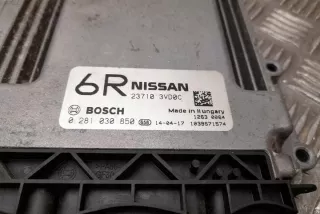 6R NISSAN
23710 3VD0C
Made in Hungary
BOSCH
1263 0064
0 281 030 850 14-04-17 1039S71574